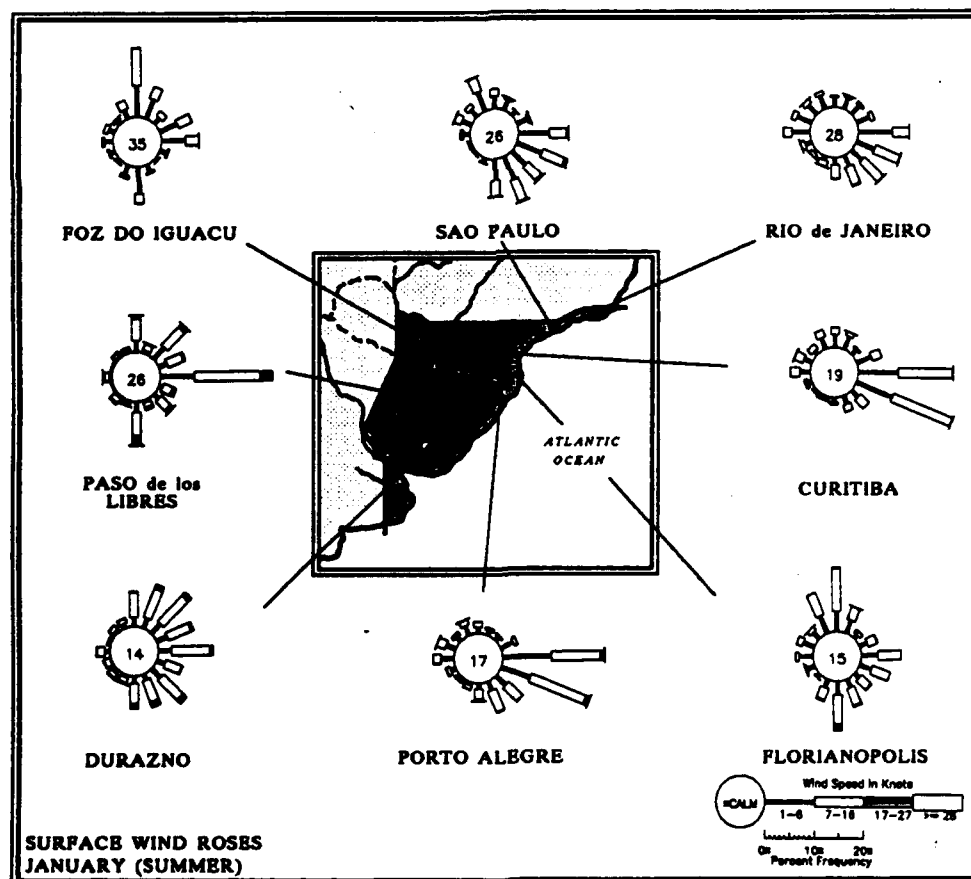 35
26
28
FOZ DO IGUACU
SAO PAULO
RIO de JANEIRO
26
19
ATLANTIC
OCEAN
PASO de los
LIBRES
CURITIBA
14
17
15
DURAZNO
PORTO ALEGRE
FLORIANOPOLIS
Wind Speed in Knots
%CALM
1-6
7-16
17-27
>= 28
0%
10%
20%
Percent Frequency
SURFACE WIND ROSES
JANUARY (SUMMER)